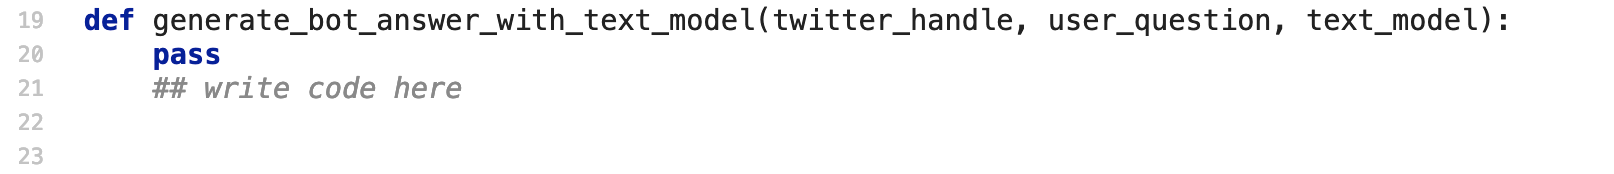 19 def generate_bot_answer_with_text_model(twitter_handle, user_question, text_model):
20 pass
21 ## write code here
22
23